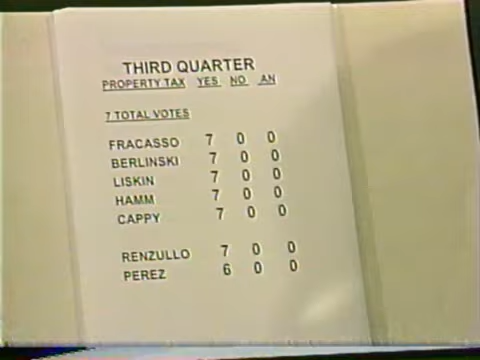 THIRD QUARTER
PROPERTY TAX YES NO AN
7 TOTAL VOTES
FRACASSO 7 0 0
BERLINSKI 7 0 0
LISKIN 7 0 0
HAMM 7 0 0
CAPPY 7 0 0
RENZULLO 7 0 0
PEREZ 6 0 0